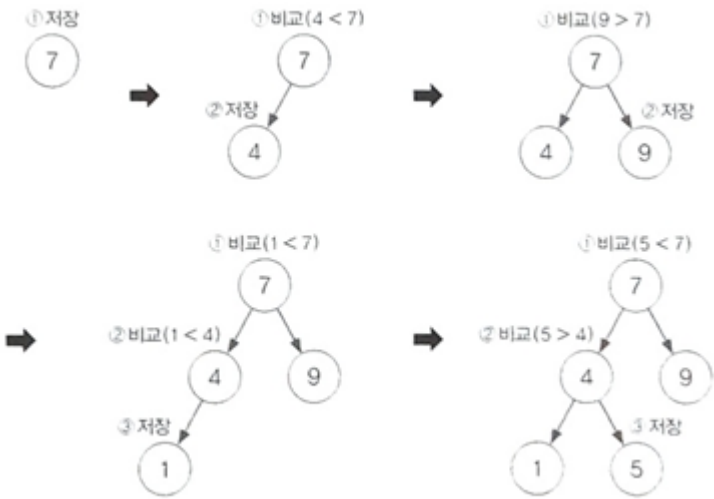 ① 저장
7
① 비교(4 < 7)
7
② 저장
4
① 비교(9 > 7)
7
② 저장
4 9
① 비교(1 < 7)
7
② 비교(1 < 4)
4 9
③ 저장
1
① 비교(5 < 7)
7
② 비교(5 > 4)
4 9
③ 저장
1 5